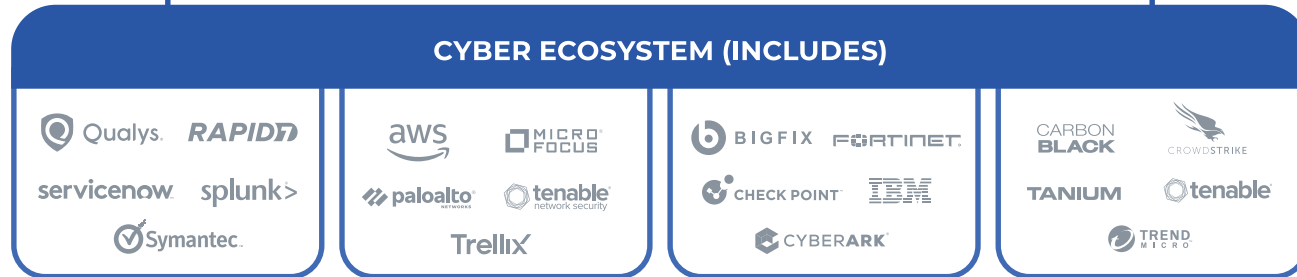 CYBER ECOSYSTEM (INCLUDES)
Qualys. RAPID7
servicenow. splunk>
Symantec.
aws MICRO FOCUS
paloalto NETWORKS tenable network security
Trellix
BIGFIX FORTINET
CHECK POINT IBM
CYBERARK
CARBON BLACK CROWDSTRIKE
TANIUM tenable
TREND MICRO